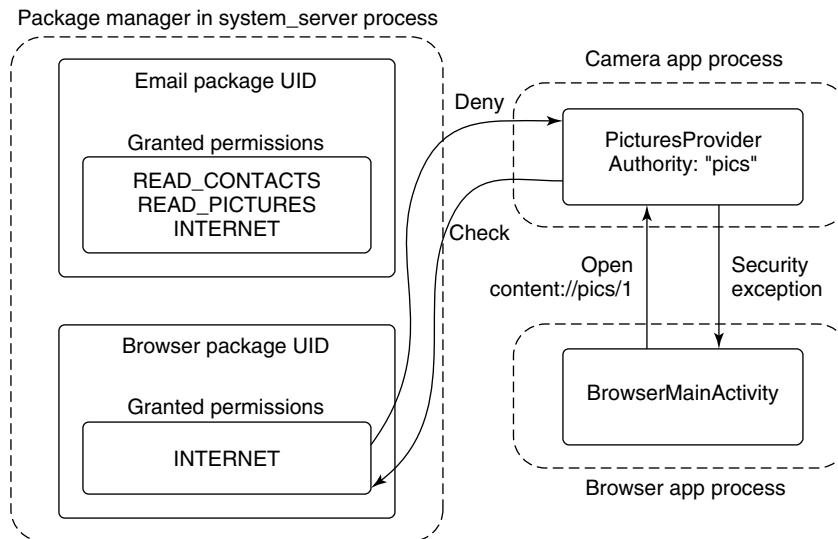 Package manager in system_server process
Email package UID
Granted permissions
READ_CONTACTS
READ_PICTURES
INTERNET
Browser package UID
Granted permissions
INTERNET
Deny
Check
Camera app process
PicturesProvider
Authority: "pics"
Open
content://pics/1
Security
exception
BrowserMainActivity
Browser app process